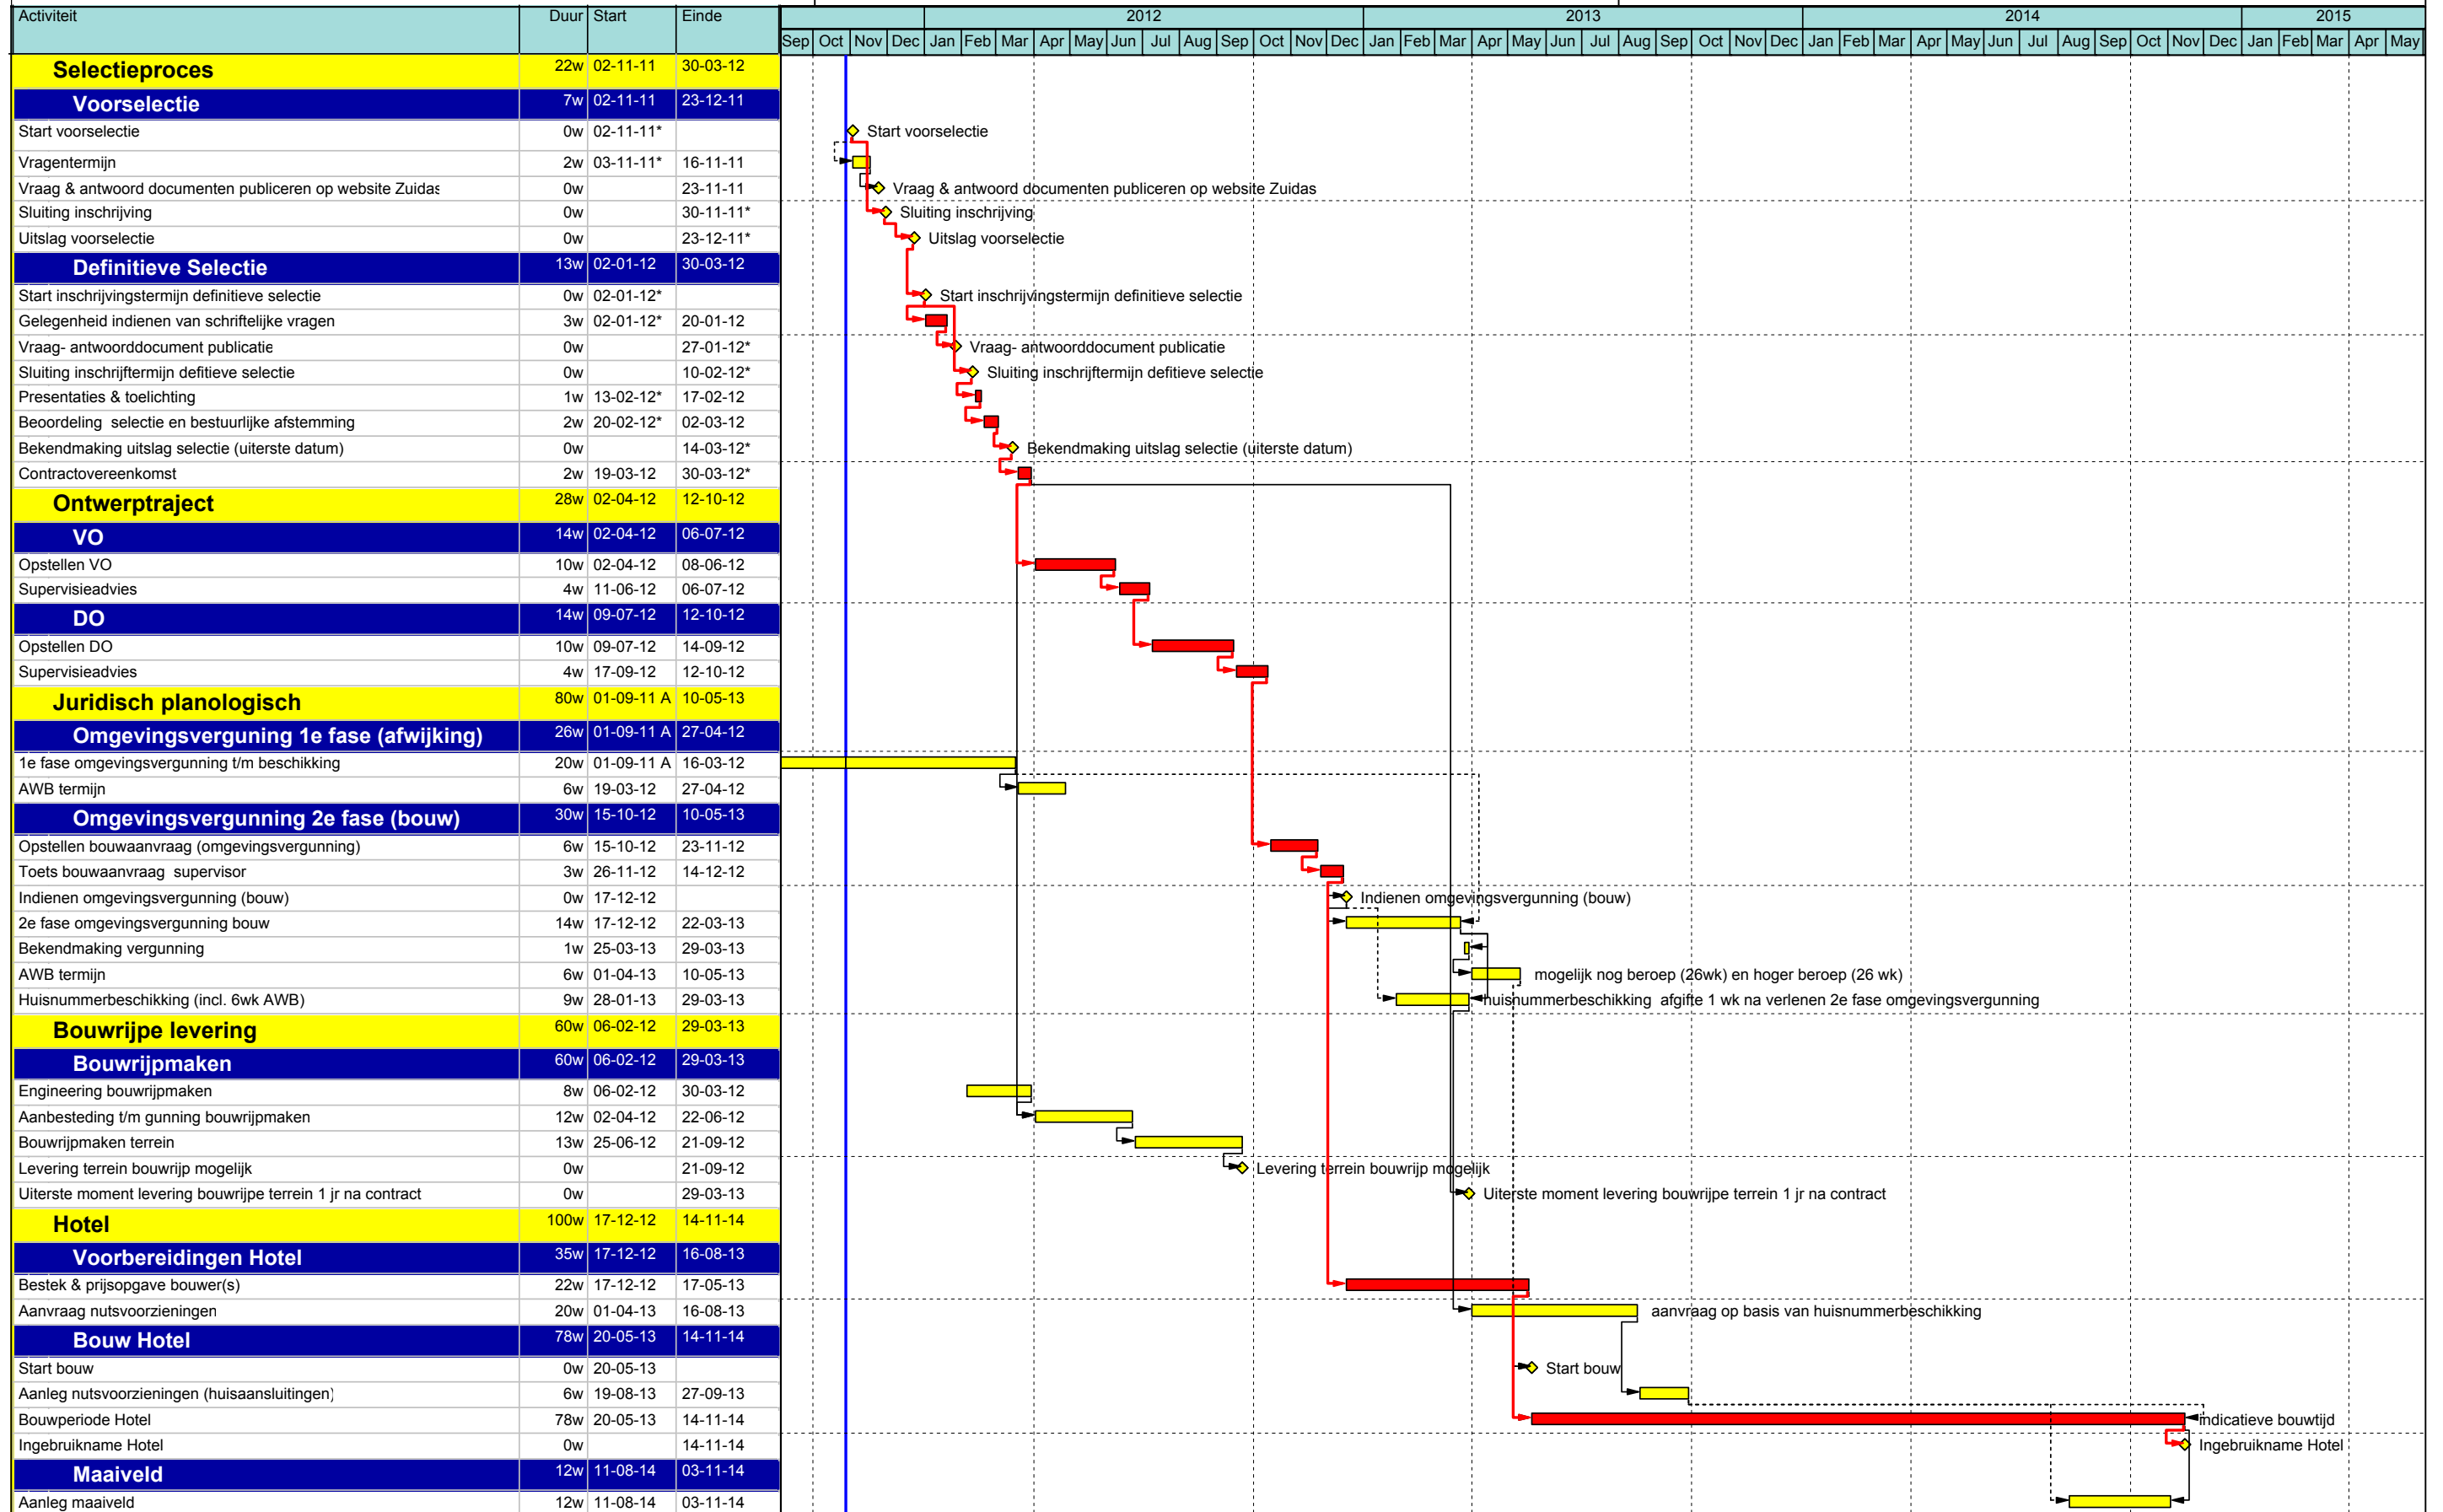 Activiteit Duur Start Einde 2012 2013 2014 2015
Sep Oct Nov Dec Jan Feb Mar Apr May Jun Jul Aug Sep Oct Nov Dec Jan Feb Mar Apr May Jun Jul Aug Sep Oct Nov Dec Jan Feb Mar Apr May Jun Jul Aug Sep Oct Nov Dec Jan Feb Mar Apr May
Selectieproces 22w 02-11-11 30-03-12
Voorselectie 7w 02-11-11 23-12-11
Start voorselectie 0w 02-11-11* Start voorselectie
Vragentermijn 2w 03-11-11* 16-11-11
Vraag & antwoord documenten publiceren op website Zuidas 0w 23-11-11 Vraag & antwoord documenten publiceren op website Zuidas
Sluiting inschrijving 0w 30-11-11* Sluiting inschrijving
Uitslag voorselectie 0w 23-12-11* Uitslag voorselectie
Definitieve Selectie 13w 02-01-12 30-03-12
Start inschrijvingstermijn definitieve selectie 0w 02-01-12* Start inschrijvingstermijn definitieve selectie
Gelegenheid indienen van schriftelijke vragen 3w 02-01-12* 20-01-12
Vraag- antwoorddocument publicatie 0w 27-01-12* Vraag- antwoorddocument publicatie
Sluiting inschrijftermijn defitieve selectie 0w 10-02-12* Sluiting inschrijftermijn defitieve selectie
Presentaties & toelichting 1w 13-02-12* 17-02-12
Beoordeling selectie en bestuurlijke afstemming 2w 20-02-12* 02-03-12
Bekendmaking uitslag selectie (uiterste datum) 0w 14-03-12* Bekendmaking uitslag selectie (uiterste datum)
Contractovereenkomst 2w 19-03-12 30-03-12*
Ontwerptraject 28w 02-04-12 12-10-12
VO 14w 02-04-12 06-07-12
Opstellen VO 10w 02-04-12 08-06-12
Supervisieadvies 4w 11-06-12 06-07-12
DO 14w 09-07-12 12-10-12
Opstellen DO 10w 09-07-12 14-09-12
Supervisieadvies 4w 17-09-12 12-10-12
Juridisch planologisch 80w 01-09-11 A 10-05-13
Omgevingsverguning 1e fase (afwijking) 26w 01-09-11 A 27-04-12
1e fase omgevingsvergunning t/m beschikking 20w 01-09-11 A 16-03-12
AWB termijn 6w 19-03-12 27-04-12
Omgevingsvergunning 2e fase (bouw) 30w 15-10-12 10-05-13
Opstellen bouwaanvraag (omgevingsvergunning) 6w 15-10-12 23-11-12
Toets bouwaanvraag supervisor 3w 26-11-12 14-12-12
Indienen omgevingsvergunning (bouw) 0w 17-12-12 Indienen omgevingsvergunning (bouw)
2e fase omgevingsvergunning bouw 14w 17-12-12 22-03-13
Bekendmaking vergunning 1w 25-03-13 29-03-13
AWB termijn 6w 01-04-13 10-05-13 mogelijk nog beroep (26wk) en hoger beroep (26 wk)
Huisnummerbeschikking (incl. 6wk AWB) 9w 28-01-13 29-03-13 huisnummerbeschikking afgifte 1 wk na verlenen 2e fase omgevingsvergunning
Bouwrijpe levering 60w 06-02-12 29-03-13
Bouwrijpmaken 60w 06-02-12 29-03-13
Engineering bouwrijpmaken 8w 06-02-12 30-03-12
Aanbesteding t/m gunning bouwrijpmaken 12w 02-04-12 22-06-12
Bouwrijpmaken terrein 13w 25-06-12 21-09-12
Levering terrein bouwrijp mogelijk 0w 21-09-12 Levering terrein bouwrijp mogelijk
Uiterste moment levering bouwrijpe terrein 1 jr na contract 0w 29-03-13 Uiterste moment levering bouwrijpe terrein 1 jr na contract
Hotel 100w 17-12-12 14-11-14
Voorbereidingen Hotel 35w 17-12-12 16-08-13
Bestek & prijsopgave bouwer(s) 22w 17-12-12 17-05-13
Aanvraag nutsvoorzieningen 20w 01-04-13 16-08-13 aanvraag op basis van huisnummerbeschikking
Bouw Hotel 78w 20-05-13 14-11-14
Start bouw 0w 20-05-13 Start bouw
Aanleg nutsvoorzieningen (huisaansluitingen) 6w 19-08-13 27-09-13
Bouwperiode Hotel 78w 20-05-13 14-11-14 indicatieve bouwtijd
Ingebruikname Hotel 0w 14-11-14 Ingebruikname Hotel
Maaiveld 12w 11-08-14 03-11-14
Aanleg maaiveld 12w 11-08-14 03-11-14